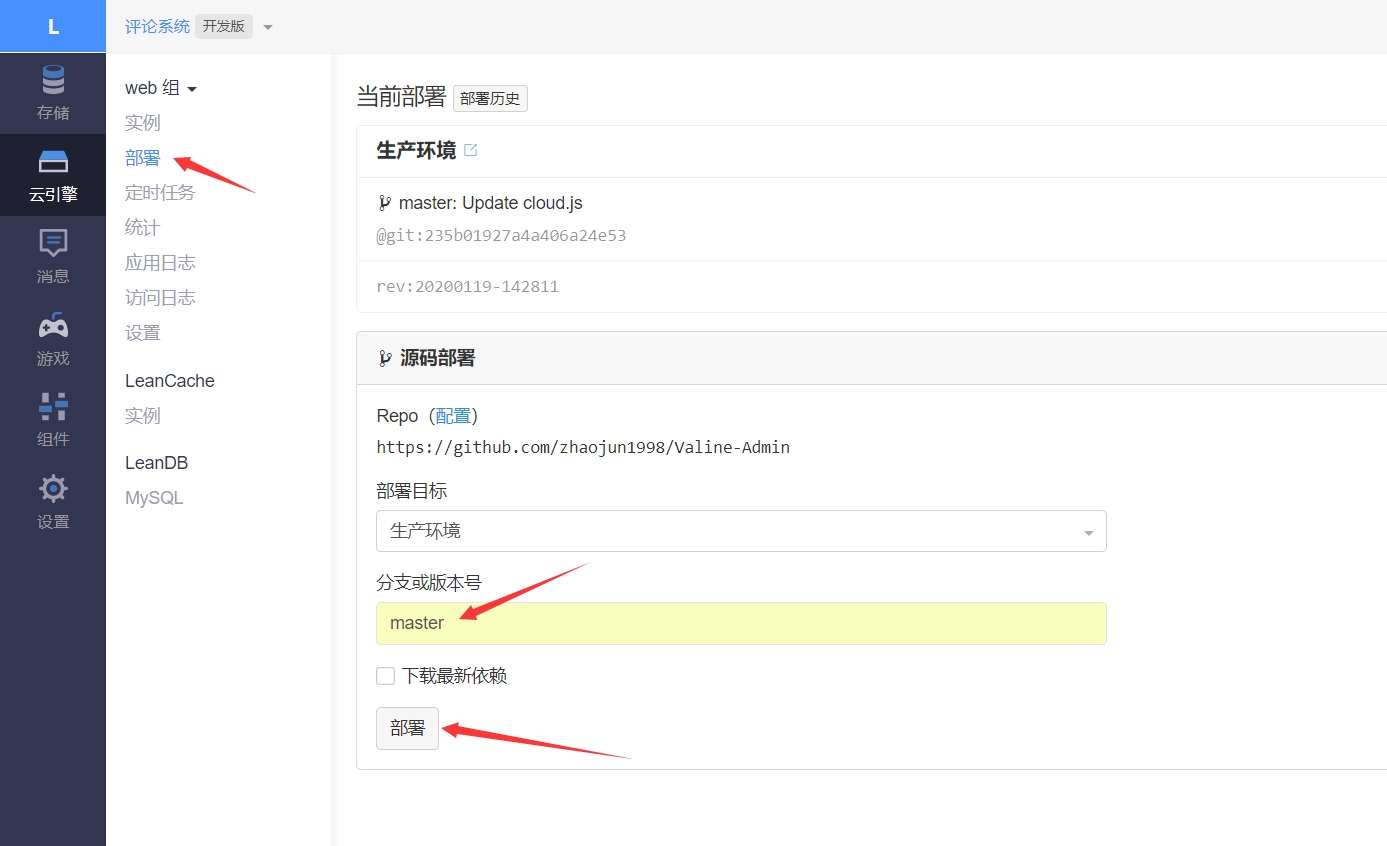 L
评论系统 开发版
存储
云引擎
消息
游戏
组件
设置
web 组
实例
部署
定时任务
统计
应用日志
访问日志
设置
LeanCache
实例
LeanDB
MySQL
当前部署 部署历史
生产环境
master: Update cloud.js
@git:235b01927a4a406a24e53
rev:20200119-142811
源码部署
Repo（配置）
https://github.com/zhaojun1998/Valine-Admin
部署目标
生产环境
分支或版本号
master
下载最新依赖
部署